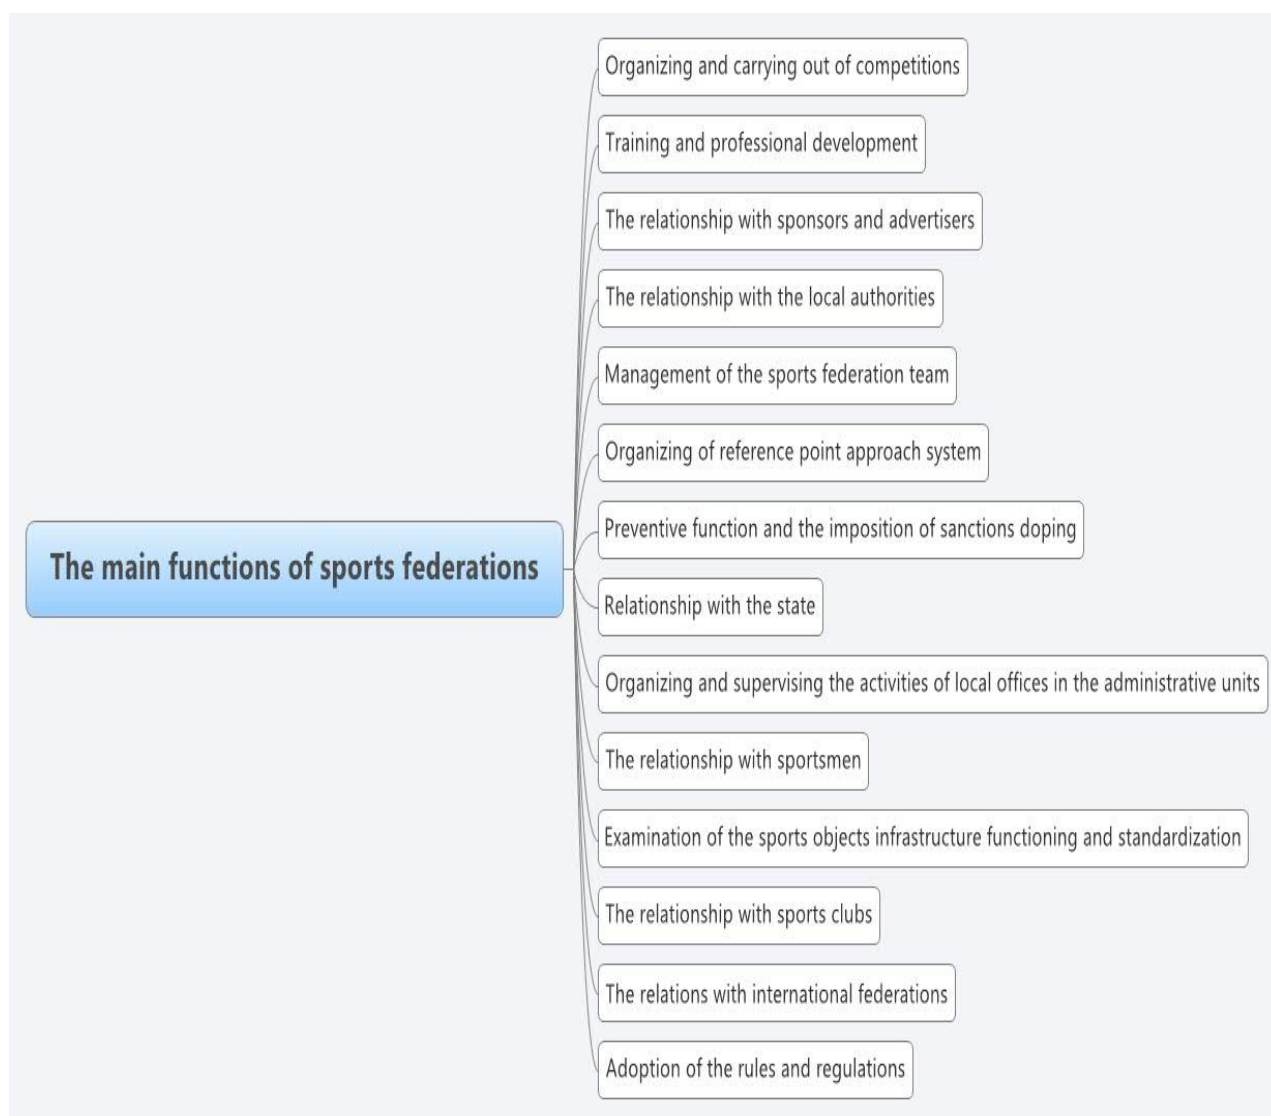 Organizing and carrying out of competitions
Training and professional development
The relationship with sponsors and advertisers
The relationship with the local authorities
Management of the sports federation team
Organizing of reference point approach system
Preventive function and the imposition of sanctions doping
The main functions of sports federations
Relationship with the state
Organizing and supervising the activities of local offices in the administrative units
The relationship with sportsmen
Examination of the sports objects infrastructure functioning and standardization
The relationship with sports clubs
The relations with international federations
Adoption of the rules and regulations